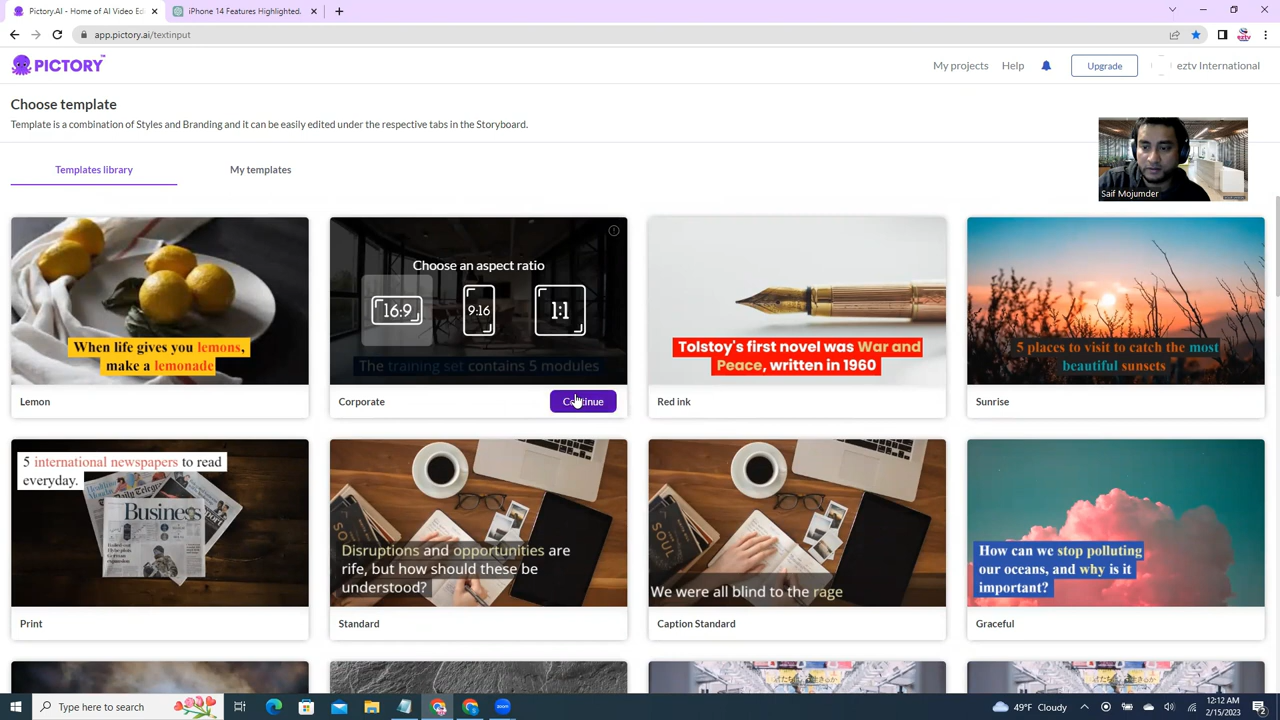 Pictory.AI - Home of AI Video Ed
iPhone 14 Features Highlighted.
app.pictory.ai/textinput
PICTORY
My projects
Help
Upgrade
eztv International
Choose template
Template is a combination of Styles and Branding and it can be easily edited under the respective tabs in the Storyboard.
Templates library
My templates
Saif Mojumder
When life gives you lemons,
make a lemonade
Lemon
Choose an aspect ratio
16:9
9:16
1:1
The training set contains 5 modules
Corporate
Continue
Tolstoy's first novel was War and
Peace, written in 1960
Red ink
5 places to visit to catch the most
beautiful sunsets
Sunrise
5 international newspapers to read
everyday.
Business
Print
SOUL
Disruptions and opportunities are
rife, but how should these be
understood?
Standard
SOUL
We were all blind to the rage
Caption Standard
How can we stop polluting
our oceans, and why is it
important?
Graceful
Type here to search
49°F Cloudy
12:12 AM
2/15/2023
2